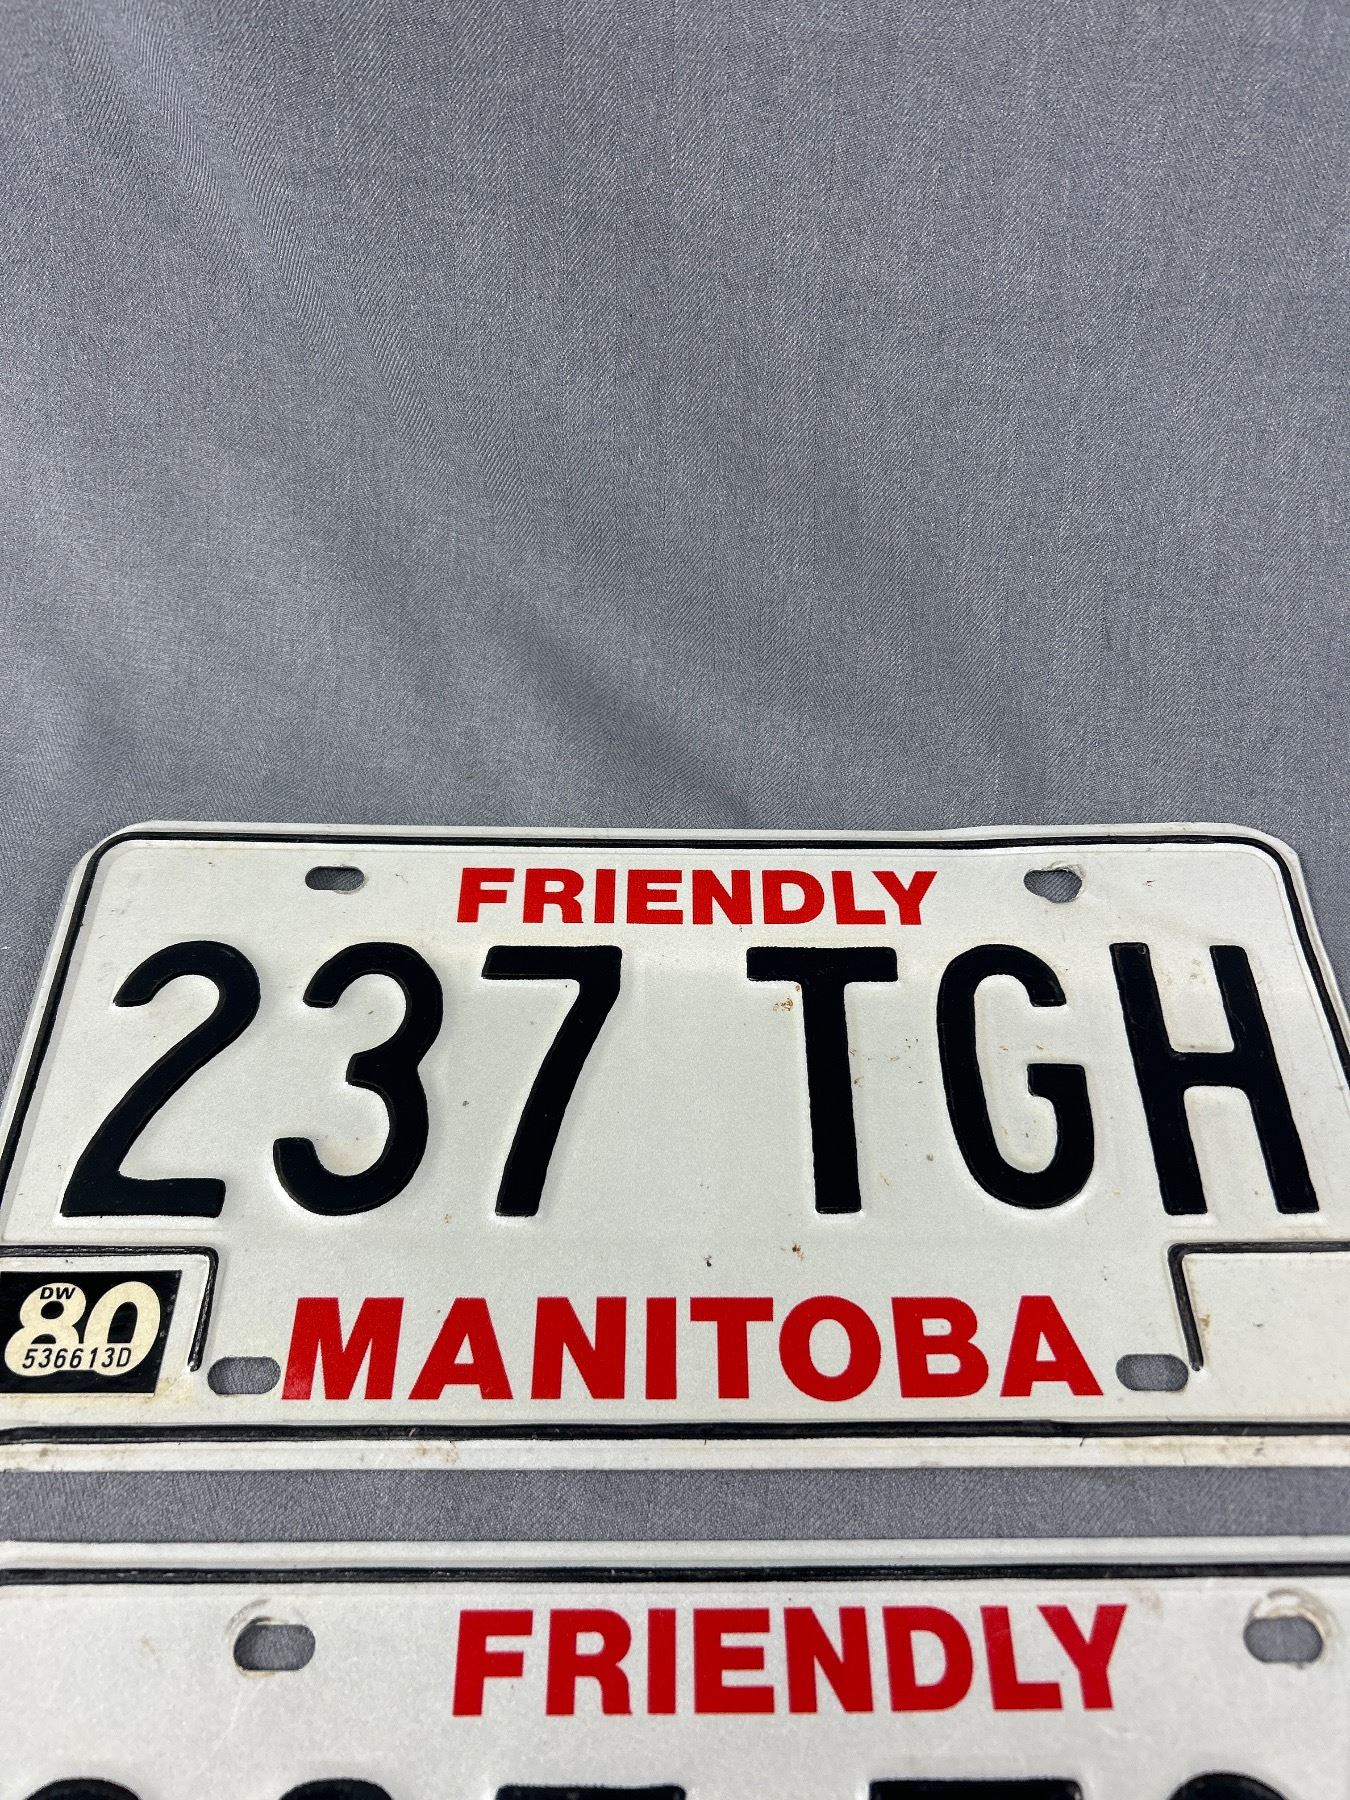 FRIENDLY
237 TGH
DW
80
536613D
MANITOBA
FRIENDLY